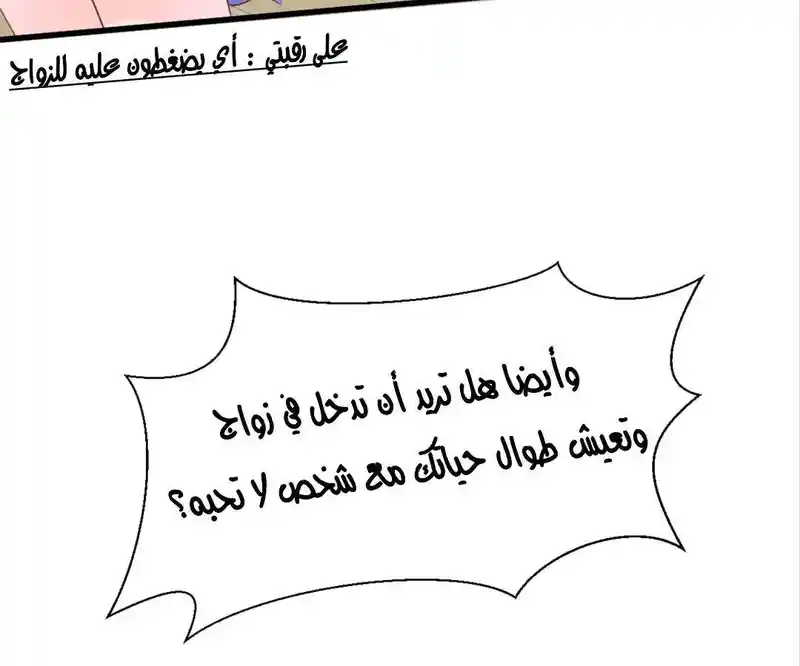 على رقبتي : أي يضغطون عليه للزواج
وأيضا هل تريد أن تدخل في زواج
وتعيش طوال حياتك مع شخص لا تحبه؟